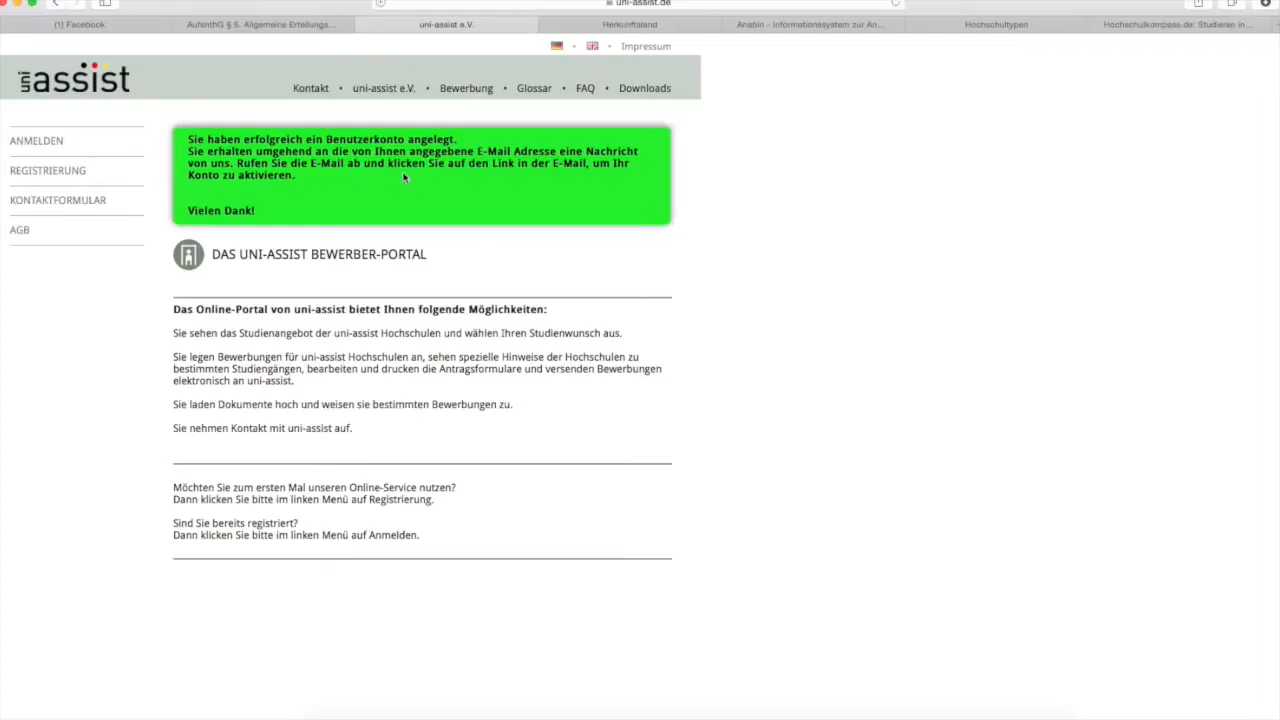 uni-assist.de
(1) Facebook
AufenthG § 5. Allgemeine Erteilungs...
uni-assist e.V.
Herkunftsland
Anabin - Informationssystem zur An...
Hochschultypen
Hochschulkompass.de: Studieren in...
Impressum
uni assist
Kontakt • uni-assist e.V. • Bewerbung • Glossar • FAQ • Downloads
ANMELDEN
REGISTRIERUNG
KONTAKTFORMULAR
AGB
Sie haben erfolgreich ein Benutzerkonto angelegt.
Sie erhalten umgehend an die von Ihnen angegebene E-Mail Adresse eine Nachricht
von uns. Rufen Sie die E-Mail ab und klicken Sie auf den Link in der E-Mail, um Ihr
Konto zu aktivieren.
Vielen Dank!
DAS UNI-ASSIST BEWERBER-PORTAL
Das Online-Portal von uni-assist bietet Ihnen folgende Möglichkeiten:
Sie sehen das Studienangebot der uni-assist Hochschulen und wählen Ihren Studienwunsch aus.
Sie legen Bewerbungen für uni-assist Hochschulen an, sehen spezielle Hinweise der Hochschulen zu
bestimmten Studiengängen, bearbeiten und drucken die Antragsformulare und versenden Bewerbungen
elektronisch an uni-assist.
Sie laden Dokumente hoch und weisen sie bestimmten Bewerbungen zu.
Sie nehmen Kontakt mit uni-assist auf.
Möchten Sie zum ersten Mal unseren Online-Service nutzen?
Dann klicken Sie bitte im linken Menü auf Registrierung.
Sind Sie bereits registriert?
Dann klicken Sie bitte im linken Menü auf Anmelden.